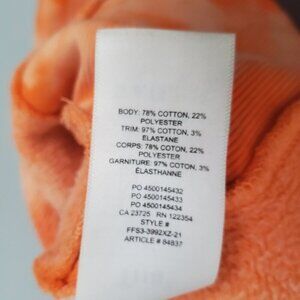 BODY: 78% COTTON, 22%
POLYESTER
TRIM: 97% COTTON, 3%
ELASTANE
CORPS: 78% COTON, 22%
POLYESTER
GARNITURE: 97% COTON, 3%
ÉLASTHANNE
PO 4500145432
PO 4500145433
PO 4500145434
CA 23725 RN 122354
STYLE #
FFS3-3992XZ-21
ARTICLE # 84837